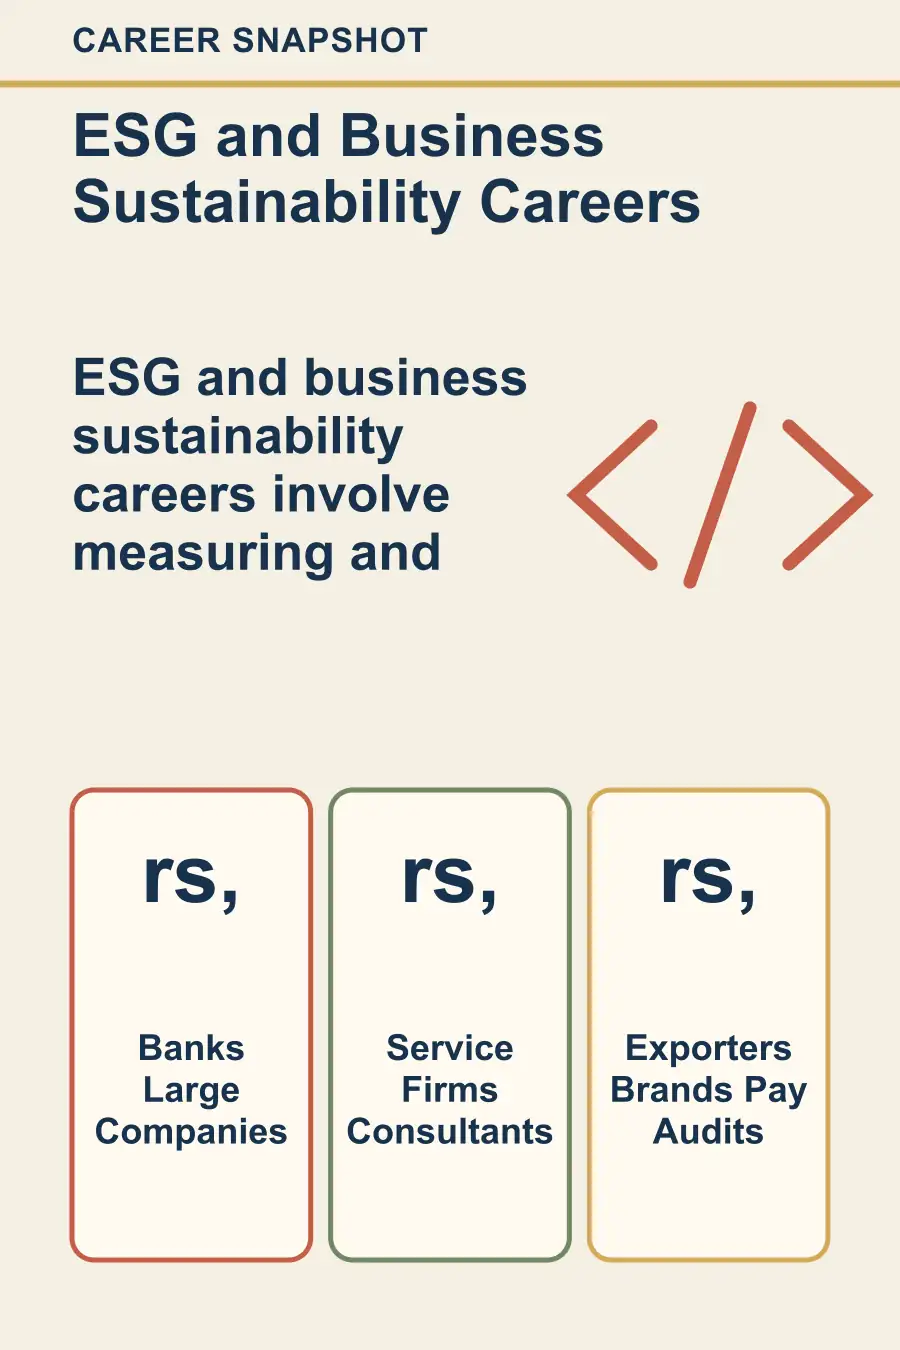 CAREER SNAPSHOT
ESG and Business
Sustainability Careers
ESG and business
sustainability
careers involve
measuring and
</>
rs,
Banks
Large
Companies
rs,
Service
Firms
Consultants
rs,
Exporters
Brands Pay
Audits